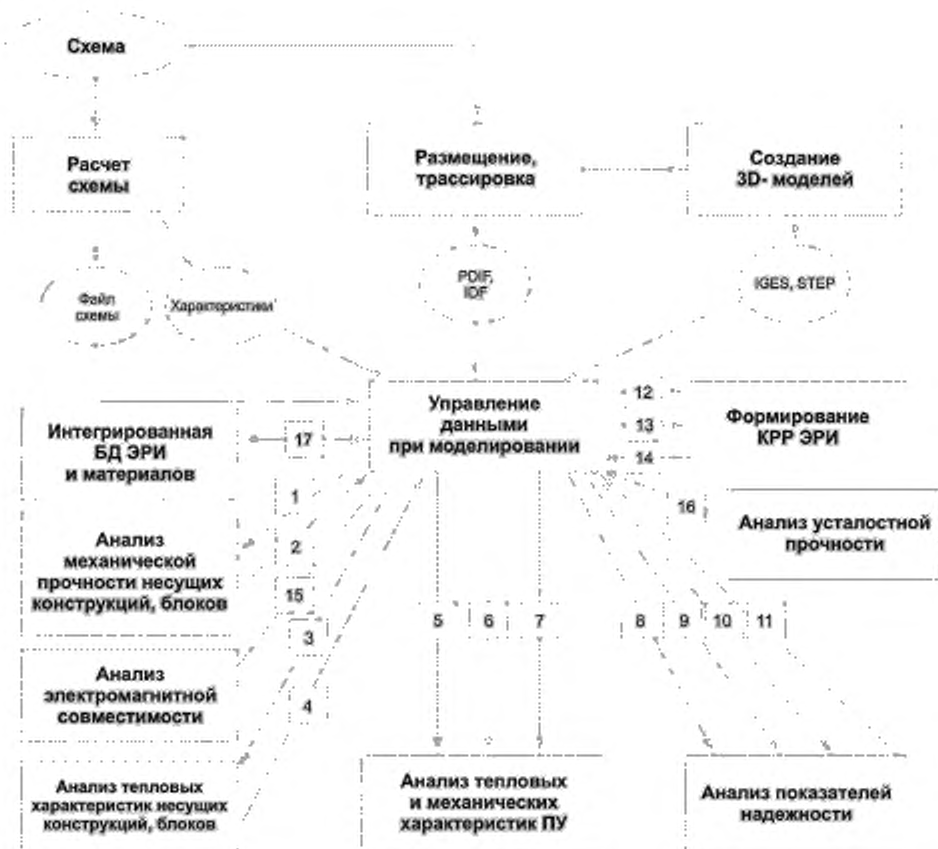 Схема
Расчет
схемы
Размещение,
трассировка
Создание
3D- моделей
Файл
схемы
Характеристики
PDIF,
IDF
IGES, STEP
Управление
данными
при моделировании
Интегрированная
БД ЭРИ
и материалов
17
12
13
14
Формирование
КРР ЭРИ
1
2
15
3
4
16
Анализ усталостной
прочности
Анализ
механической
прочности несущих
конструкций, блоков
5
6
7
8
9
10
11
Анализ
электромагнитной
совместимости
Анализ тепловых
характеристик несущих
конструкций, блоков
Анализ тепловых
и механических
характеристик ПУ
Анализ показателей
надежности